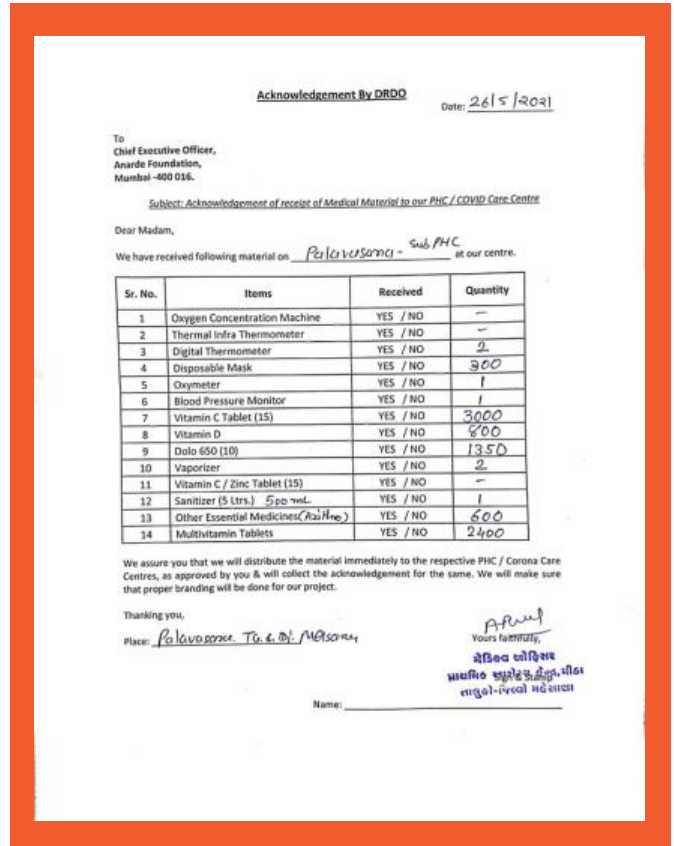 Acknowledgement By DRDO
Date: 26/5/2021
To
Chief Executive Officer,
Anarde Foundation,
Mumbai -400 016.
Subject: Acknowledgement of receipt of Medical Material to our PHC / COVID Care Centre
Dear Madam,
We have received following material on Palavasana - Sub PHC at our centre.
Sr. No. Items Received Quantity
1 Oxygen Concentration Machine YES / NO -
2 Thermal Infra Thermometer YES / NO -
3 Digital Thermometer YES / NO 2
4 Disposable Mask YES / NO 300
5 Oxymeter YES / NO 1
6 Blood Pressure Monitor YES / NO 1
7 Vitamin C Tablet (15) YES / NO 3000
8 Vitamin D YES / NO 800
9 Dolo 650 (10) YES / NO 1350
10 Vaporizer YES / NO 2
11 Vitamin C / Zinc Tablet (15) YES / NO -
12 Sanitizer (5 Ltrs.) 500 mL YES / NO 1
13 Other Essential Medicines (Azithro) YES / NO 600
14 Multivitamin Tablets YES / NO 2400
We assure you that we will distribute the material immediately to the respective PHC / Corona Care
Centres, as approved by you & will collect the acknowledgement for the same. We will make sure
that proper branding will be done for our project.
Thanking you,
Place: Palavasana. Ta. & Di. Mehsana
Yours faithfully,
મેડિકલ ઓફિસર
પ્રાથમિક આરોગ્ય કેન્દ્ર, મીઠા
તાલુકો-જિલ્લો મહેસાણા
Name: